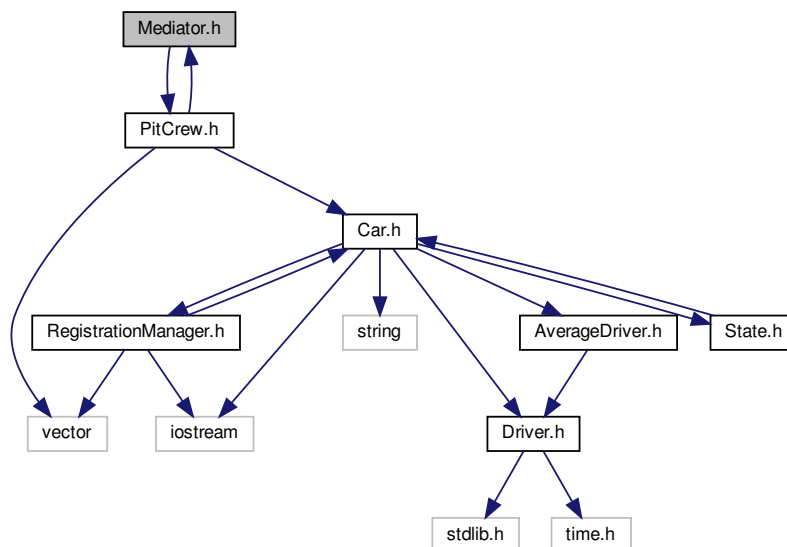 Mediator.h
PitCrew.h
Car.h
RegistrationManager.h
string
AverageDriver.h
State.h
vector
iostream
Driver.h
stdlib.h
time.h